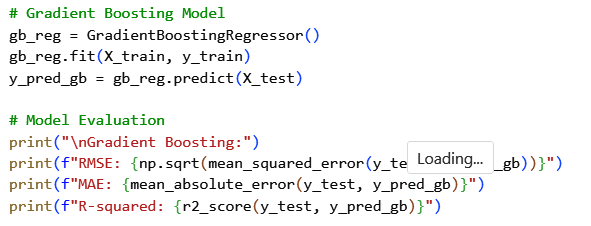 # Gradient Boosting Model
gb_reg = GradientBoostingRegressor()
gb_reg.fit(X_train, y_train)
y_pred_gb = gb_reg.predict(X_test)
# Model Evaluation
print("\nGradient Boosting:")
print(f"RMSE: {np.sqrt(mean_squared_error(y_te Loading... _gb))}")
print(f"MAE: {mean_absolute_error(y_test, y_pred_gb)}")
print(f"R-squared: {r2_score(y_test, y_pred_gb)}")